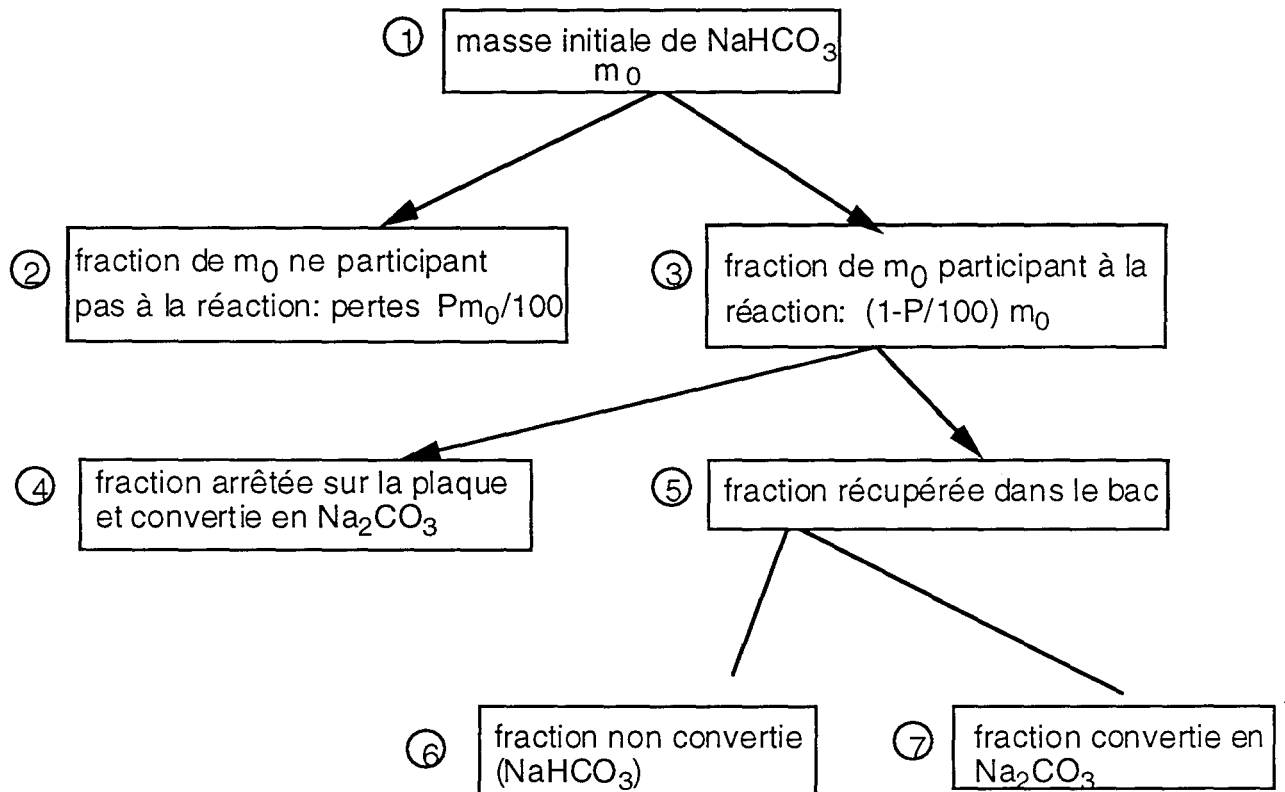 ① masse initiale de NaHCO₃
m₀
② fraction de m₀ ne participant
pas à la réaction: pertes Pm₀/100
③ fraction de m₀ participant à la
réaction: (1-P/100) m₀
④ fraction arrêtée sur la plaque
et convertie en Na₂CO₃
⑤ fraction récupérée dans le bac
⑥ fraction non convertie
(NaHCO₃)
⑦ fraction convertie en
Na₂CO₃